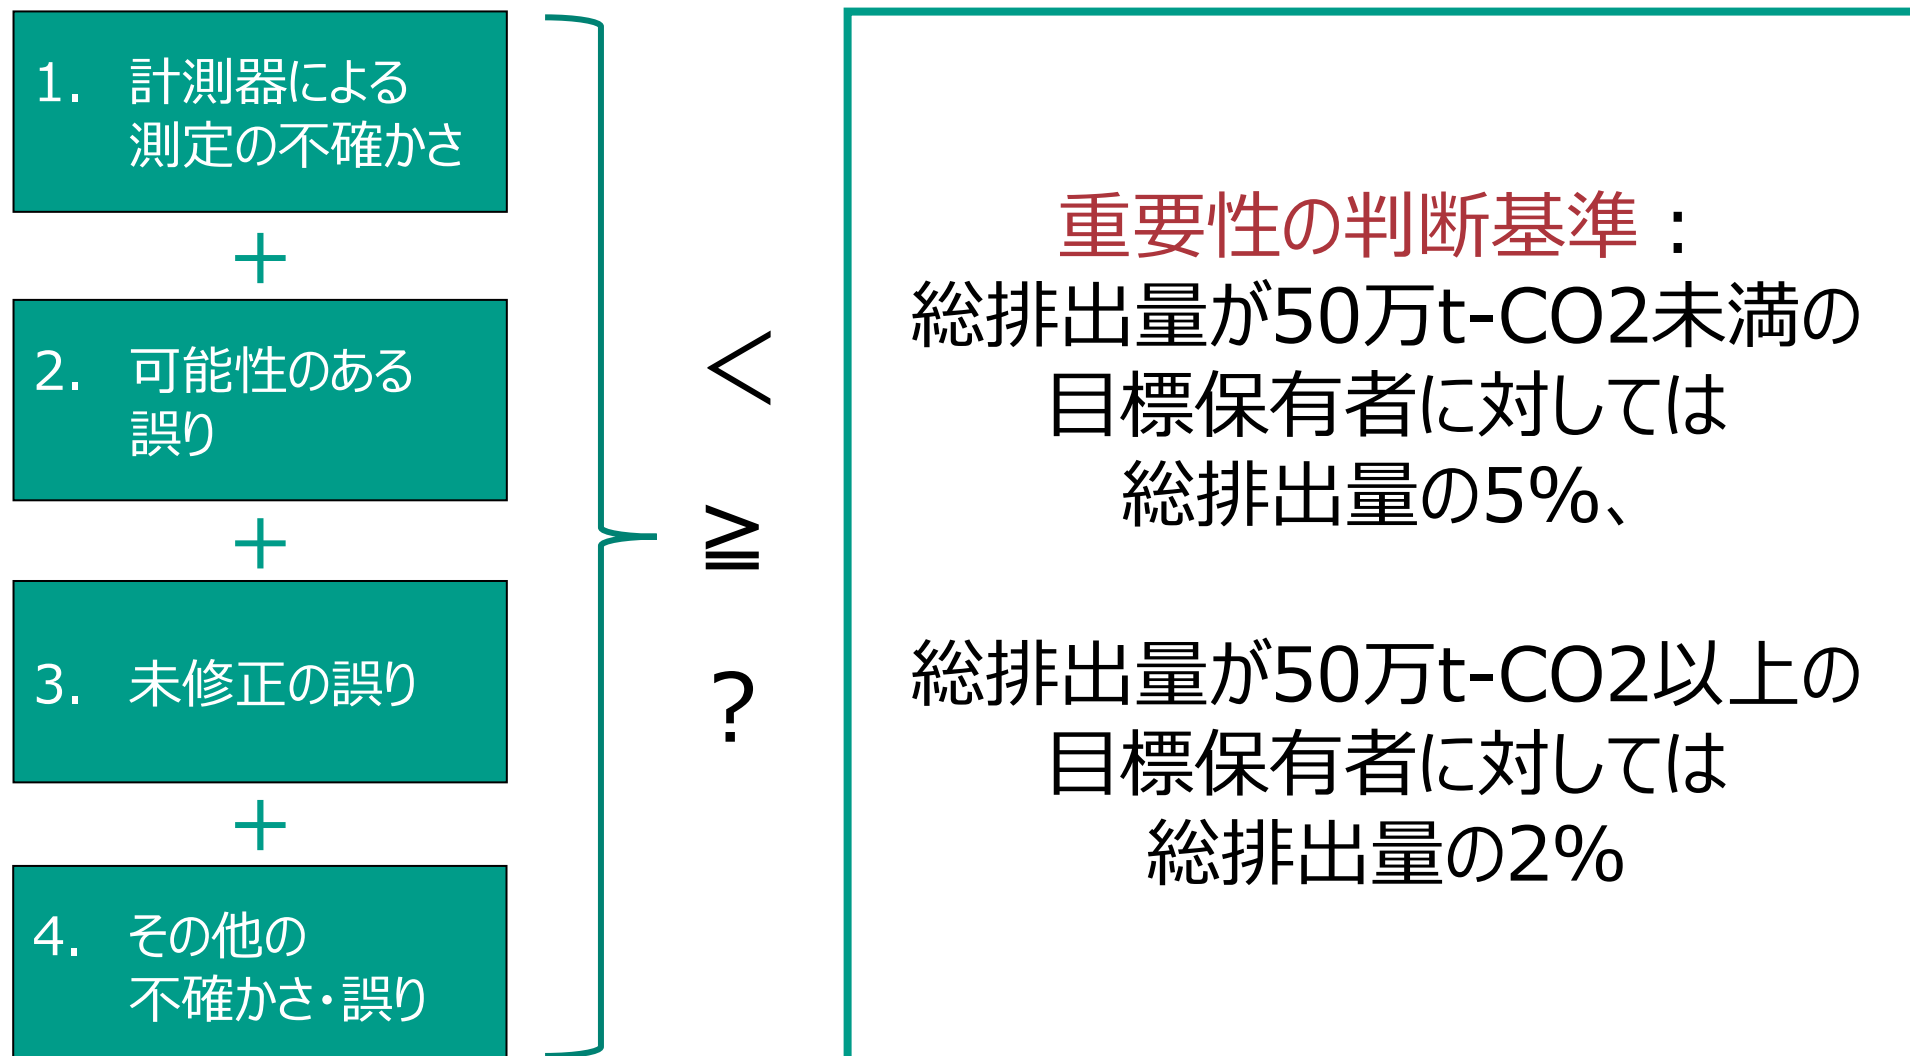 1. 計測器による
測定の不確かさ
＋
2. 可能性のある
誤り
＋
3. 未修正の誤り
＋
4. その他の
不確かさ・誤り
＜
≧
?
重要性の判断基準：
総排出量が50万t-CO2未満の
目標保有者に対しては
総排出量の5%、
総排出量が50万t-CO2以上の
目標保有者に対しては
総排出量の2%